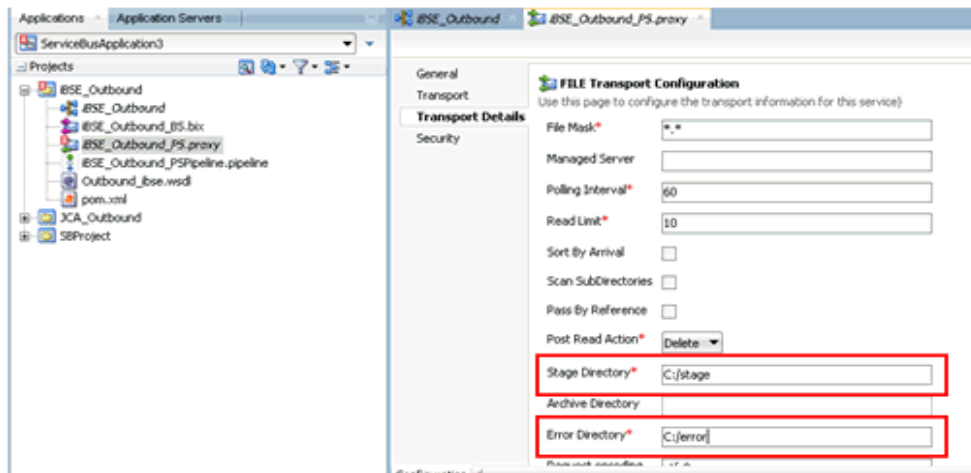 Applications
Application Servers
ServiceBusApplication3
Projects
iBSE_Outbound
iBSE_Outbound
iBSE_Outbound_BS.bix
iBSE_Outbound_PS.proxy
iBSE_Outbound_PSPipeline.pipeline
Outbound_ibse.wsdl
pom.xml
JCA_Outbound
SBProject
iBSE_Outbound
iBSE_Outbound_PS.proxy
General
Transport
Transport Details
Security
FILE Transport Configuration
Use this page to configure the transport information for this service}
File Mask* *.*
Managed Server
Polling Interval* 60
Read Limit* 10
Sort By Arrival
Scan SubDirectories
Pass By Reference
Post Read Action* Delete
Stage Directory* C:/stage
Archive Directory
Error Directory* C:/error